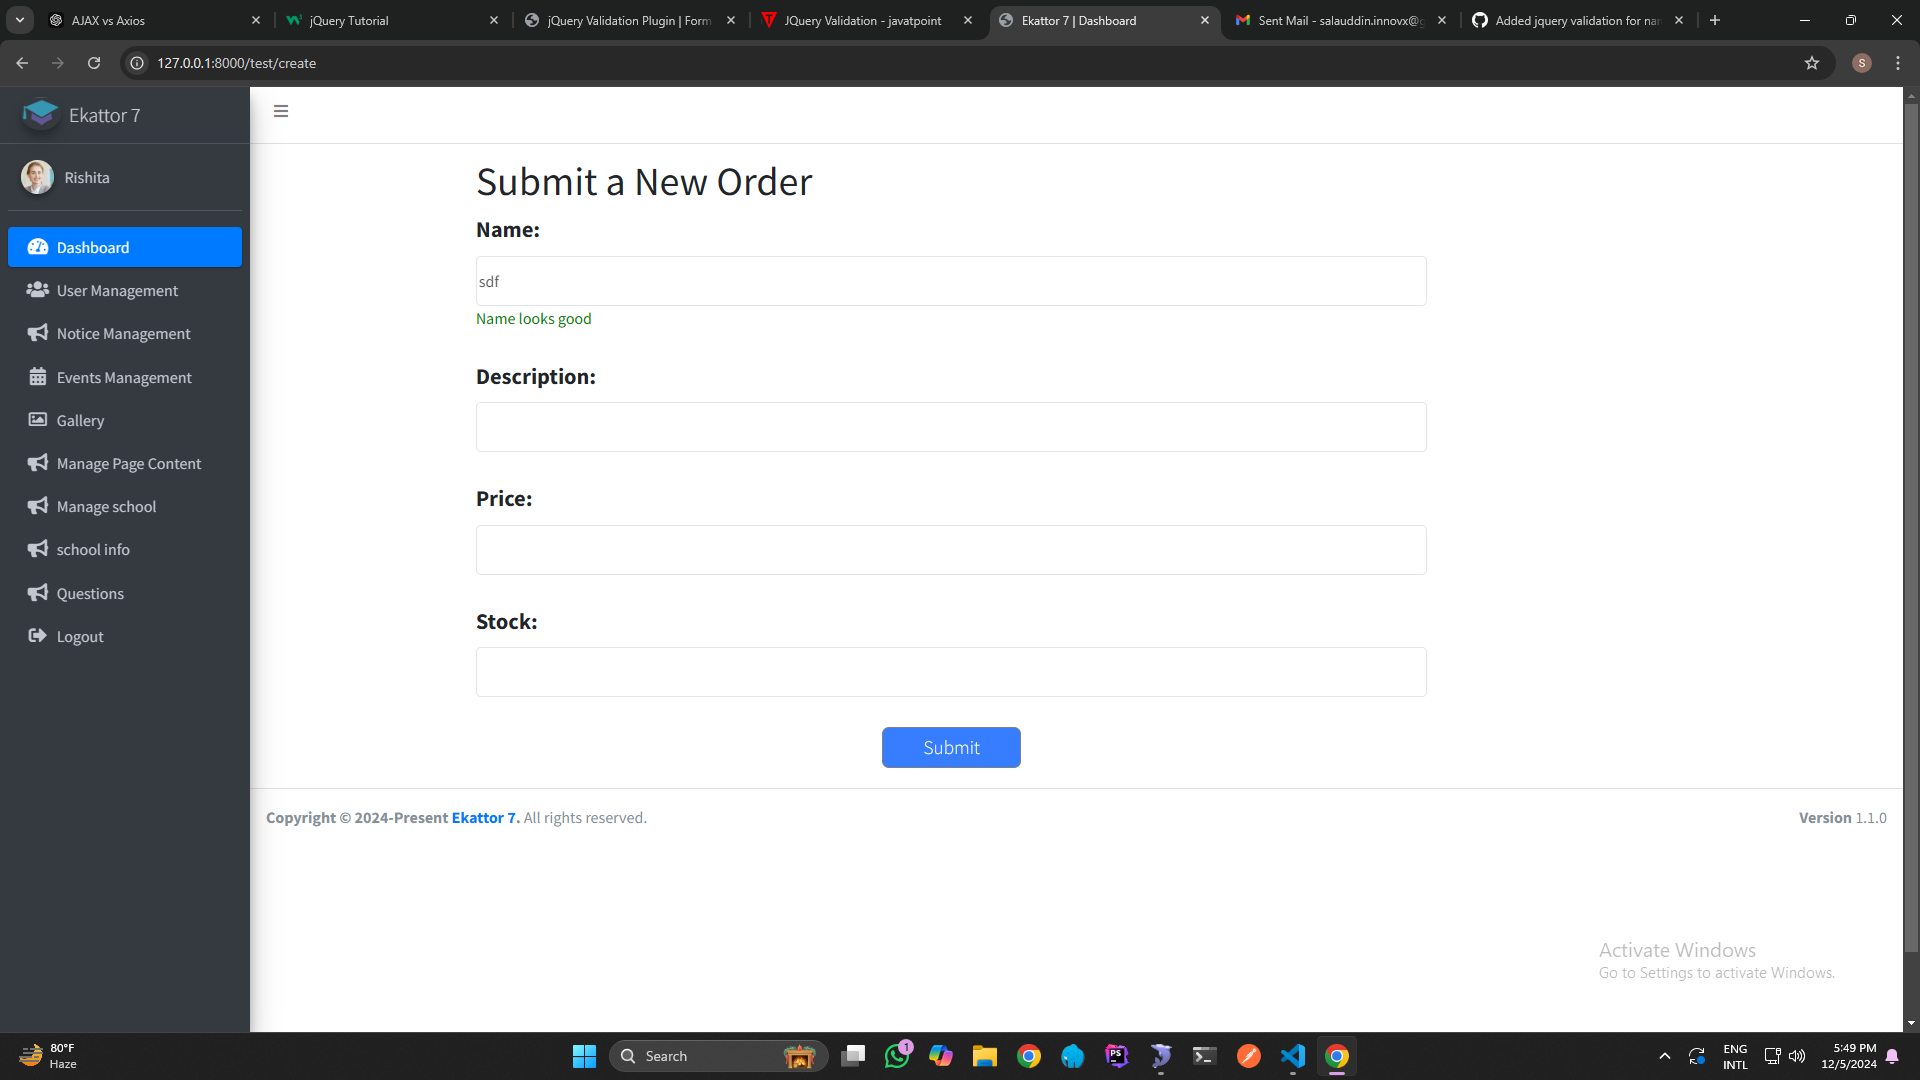 AJAX vs Axios
jQuery Tutorial
jQuery Validation Plugin | Form
JQuery Validation - javatpoint
Ekattor 7 | Dashboard
Sent Mail - salauddin.innovx@g
Added jquery validation for nam
127.0.0.1:8000/test/create
S
Ekattor 7
Rishita
Dashboard
User Management
Notice Management
Events Management
Gallery
Manage Page Content
Manage school
school info
Questions
Logout
Submit a New Order
Name:
sdf
Name looks good
Description:
Price:
Stock:
Submit
Copyright © 2024-Present Ekattor 7. All rights reserved.
Version 1.1.0
Activate Windows
Go to Settings to activate Windows.
80°F
Haze
Search
1
PS
ENG
INTL
5:49 PM
12/5/2024